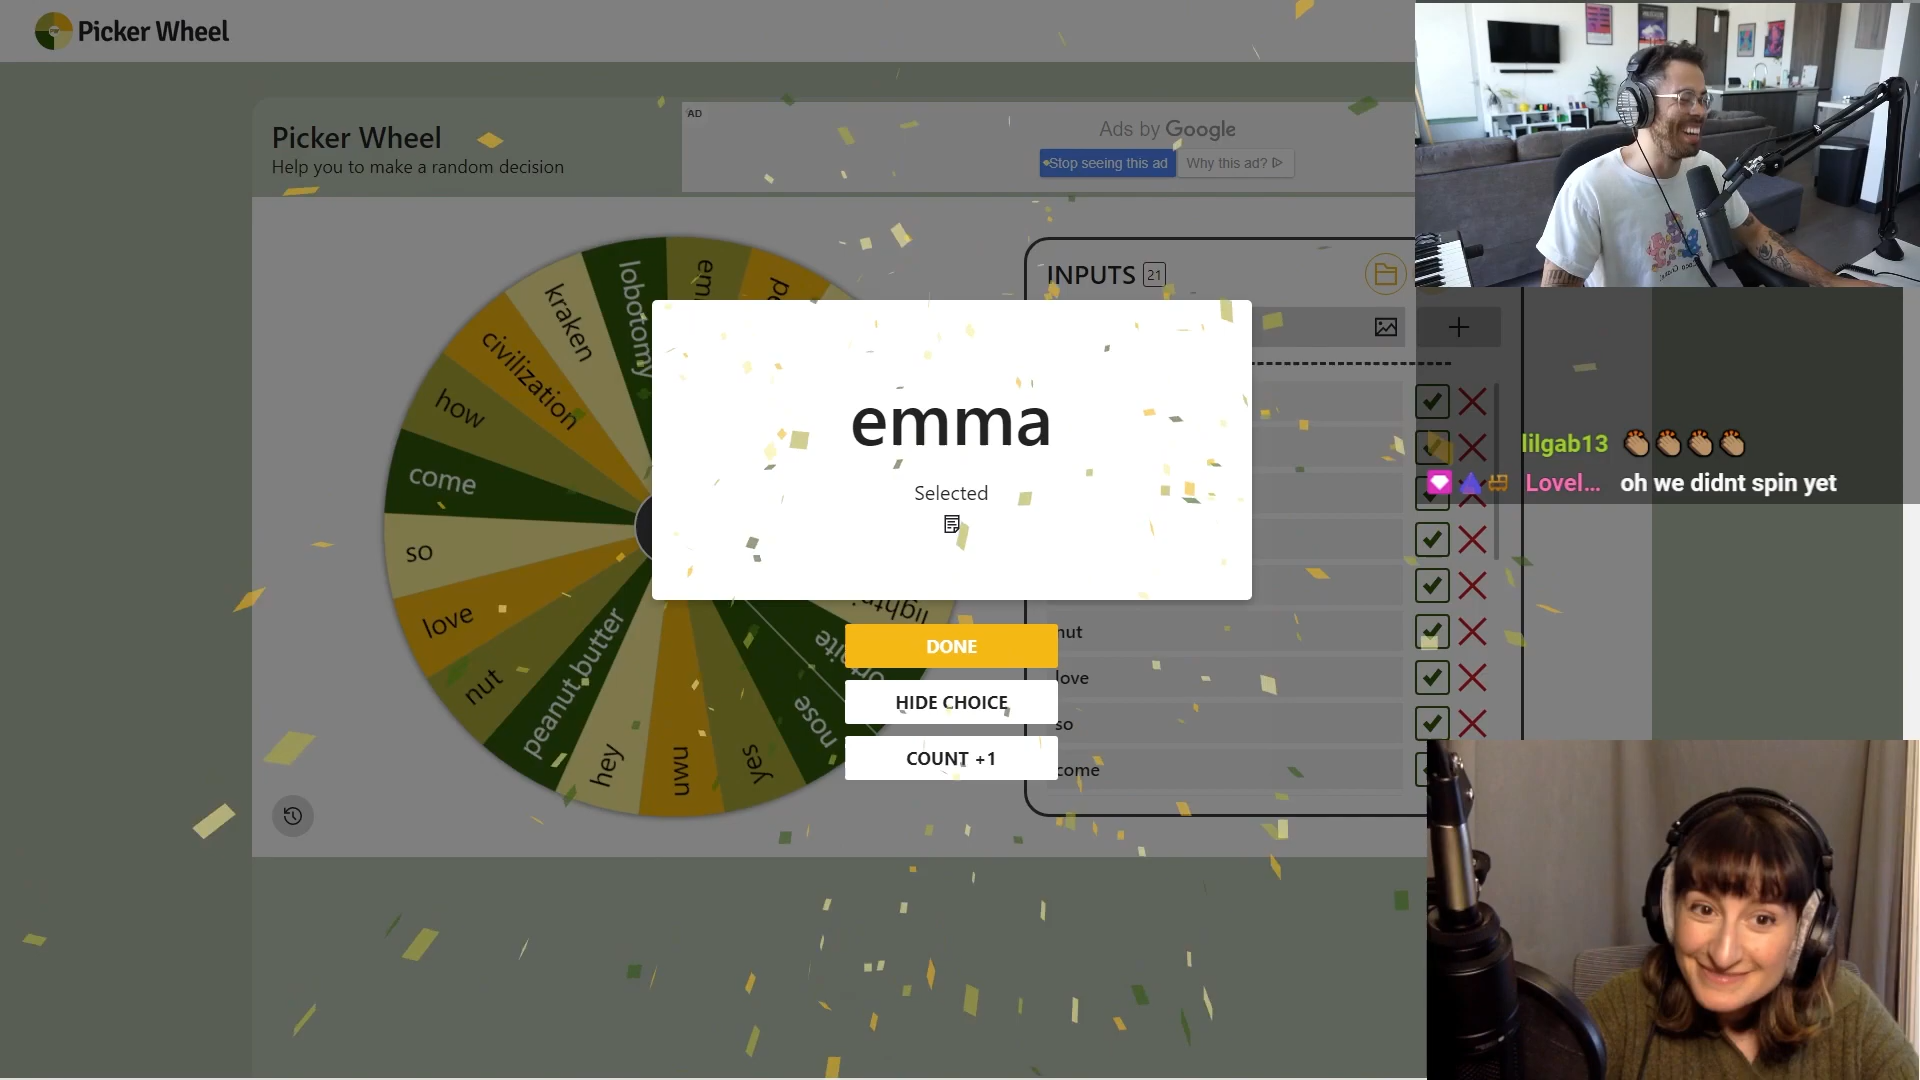 Picker Wheel
Picker Wheel
Help you to make a random decision
AD
Ads by Google
Stop seeing this ad
Why this ad?
INPUTS 21
lobotomy
kraken
civilization
how
come
so
love
nut
peanut butter
hey
uwu
yes
nose
emma
Selected
DONE
HIDE CHOICE
COUNT +1
nut
love
so
come
lilgab13
Lovel... oh we didnt spin yet